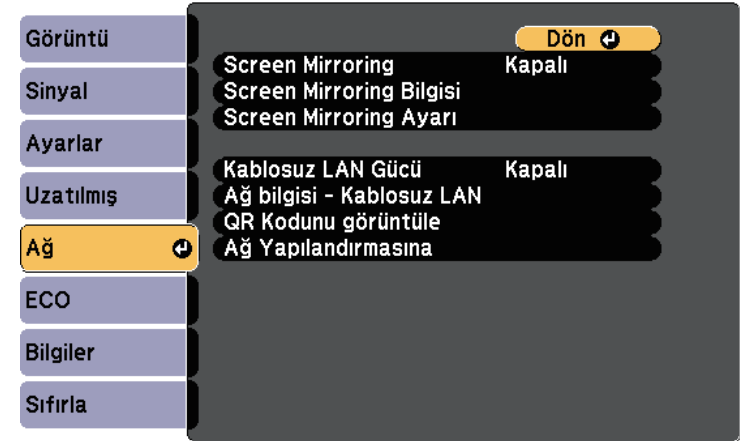 Görüntü
Sinyal
Ayarlar
Uzatılmış
Ağ
ECO
Bilgiler
Sıfırla
Dön
Screen Mirroring Kapalı
Screen Mirroring Bilgisi
Screen Mirroring Ayarı
Kablosuz LAN Gücü Kapalı
Ağ bilgisi - Kablosuz LAN
QR Kodunu görüntüle
Ağ Yapılandırmasına